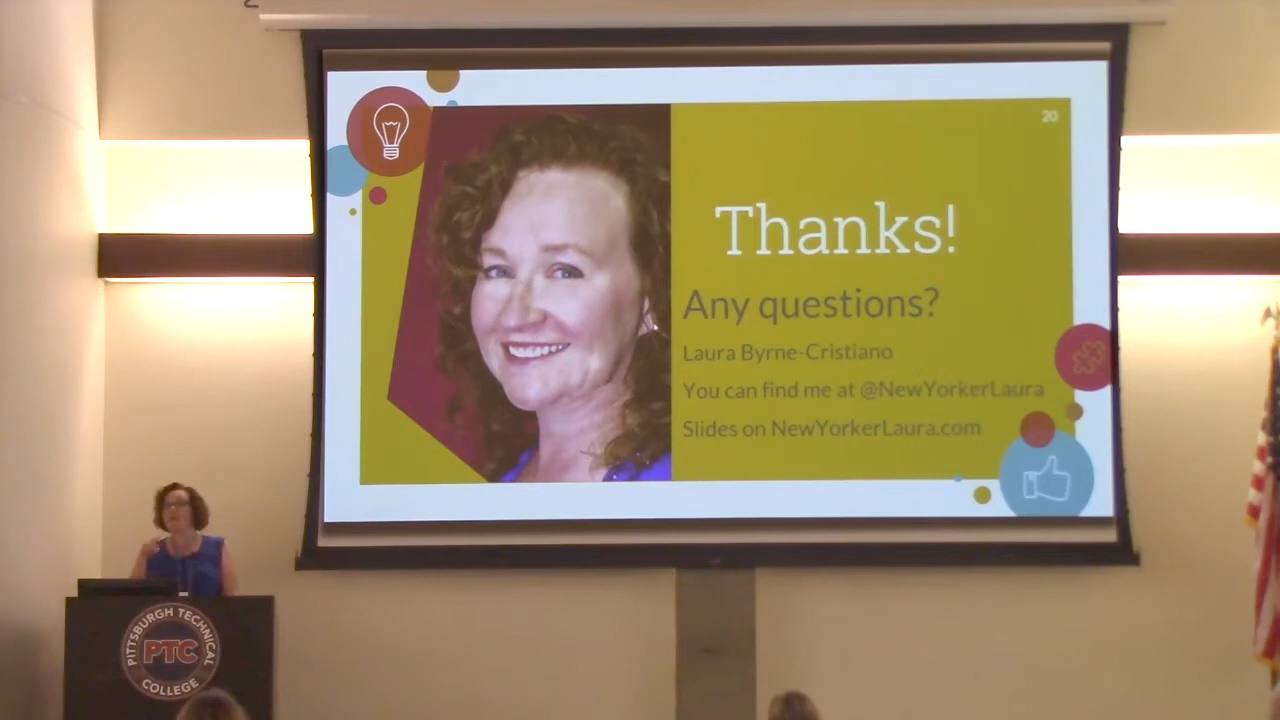 20
Thanks!
Any questions?
Laura Byrne-Cristiano
You can find me at @NewYorkerLaura
Slides on NewYorkerLaura.com
PITTSBURGH TECHNICAL
PTC
COLLEGE